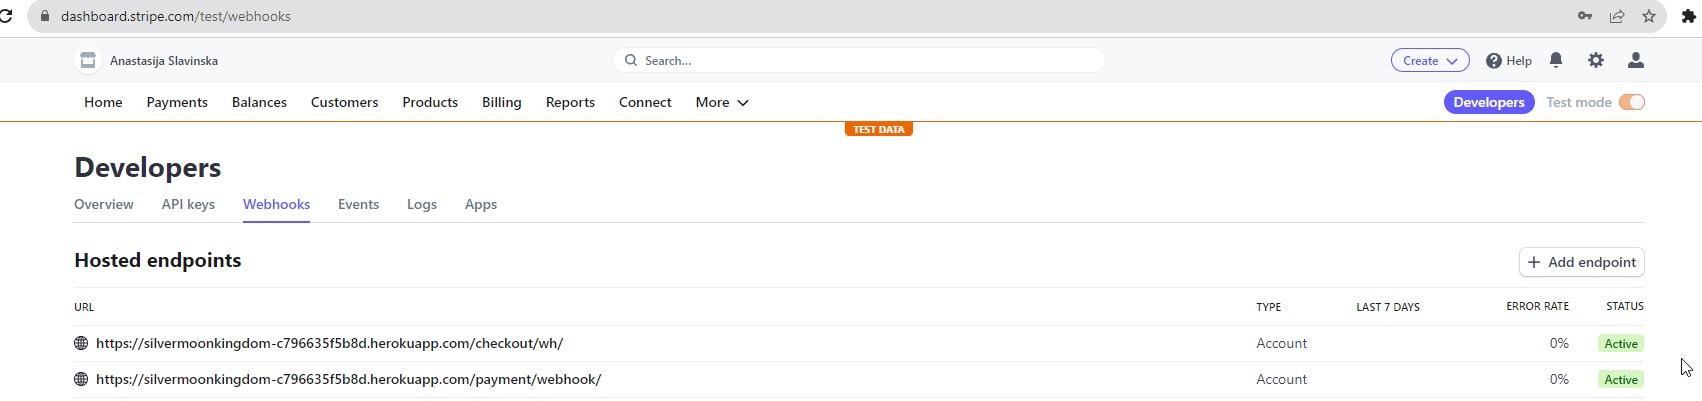 dashboard.stripe.com/test/webhooks
Anastasija Slavinska Search... Create Help
Home Payments Balances Customers Products Billing Reports Connect More Developers Test mode
TEST DATA
Developers
Overview API keys Webhooks Events Logs Apps
Hosted endpoints + Add endpoint
URL TYPE LAST 7 DAYS ERROR RATE STATUS
https://silvermoonkingdom-c796635f5b8d.herokuapp.com/checkout/wh/ Account 0% Active
https://silvermoonkingdom-c796635f5b8d.herokuapp.com/payment/webhook/ Account 0% Active